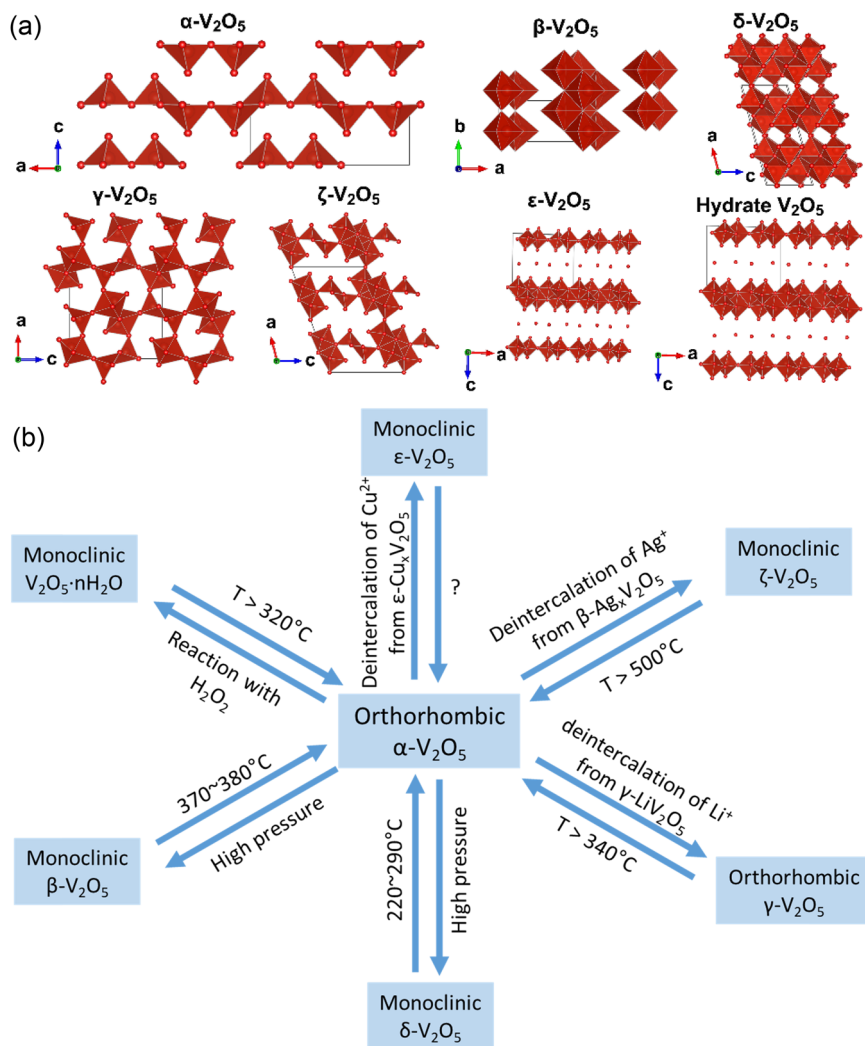 (a)
α-V₂O₅
β-V₂O₅
δ-V₂O₅
c
a
b
a
a
c
γ-V₂O₅
ζ-V₂O₅
ε-V₂O₅
Hydrate V₂O₅
a
c
a
c
a
c
a
c
(b)
Monoclinic
ε-V₂O₅
Deintercalation of Cu²⁺
from ε-CuₓV₂O₅
?
Monoclinic
V₂O₅·nH₂O
T > 320°C
Reaction with
H₂O₂
Deintercalation of Ag⁺
from β-AgₓV₂O₅
T > 500°C
Monoclinic
ζ-V₂O₅
Orthorhombic
α-V₂O₅
370~380°C
High pressure
Monoclinic
β-V₂O₅
220~290°C
High pressure
deintercalation of Li⁺
from γ-LiV₂O₅
T > 340°C
Orthorhombic
γ-V₂O₅
Monoclinic
δ-V₂O₅